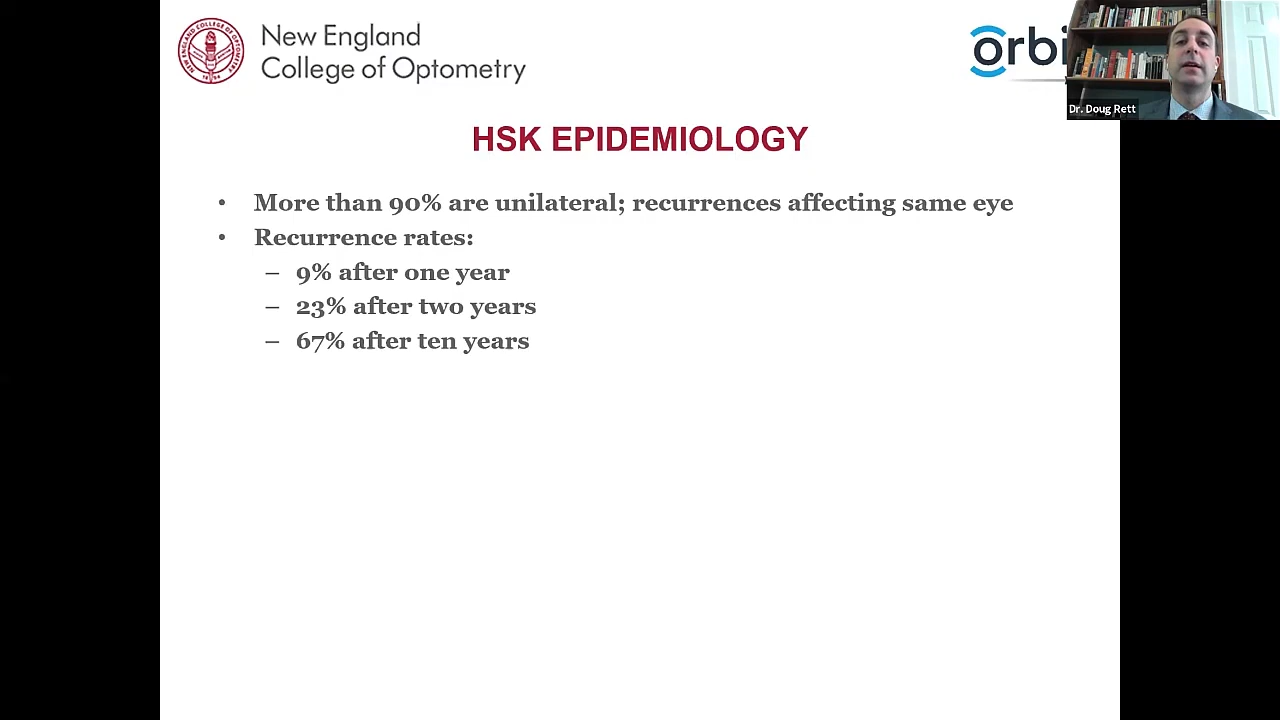 New England
College of Optometry
orbi
Dr. Doug Rett
HSK EPIDEMIOLOGY
• More than 90% are unilateral; recurrences affecting same eye
• Recurrence rates:
– 9% after one year
– 23% after two years
– 67% after ten years